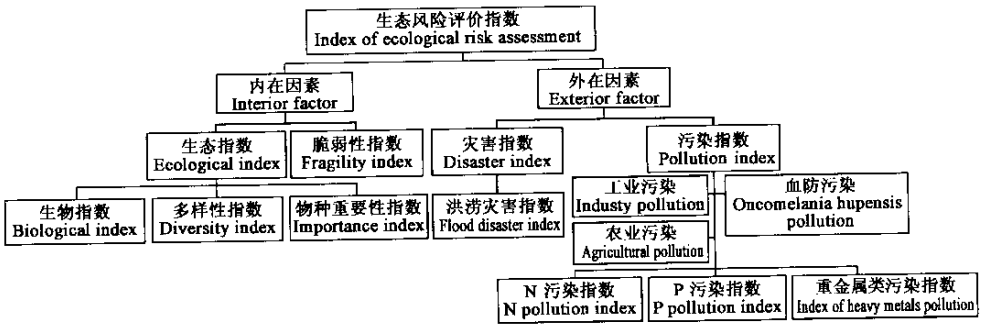 生态风险评价指数
Index of ecological risk assessment
内在因素
Interior factor
外在因素
Exterior factor
生态指数
Ecological index
脆弱性指数
Fragility index
灾害指数
Disaster index
污染指数
Pollution index
工业污染
Industy pollution
血防污染
Oncomelania hupensis
pollution
生物指数
Biological index
多样性指数
Diversity index
物种重要性指数
Importance index
洪涝灾害指数
Flood disaster index
农业污染
Agricultural pollution
N 污染指数
N pollution index
P 污染指数
P pollution index
重金属类污染指数
Index of heavy metals pollution